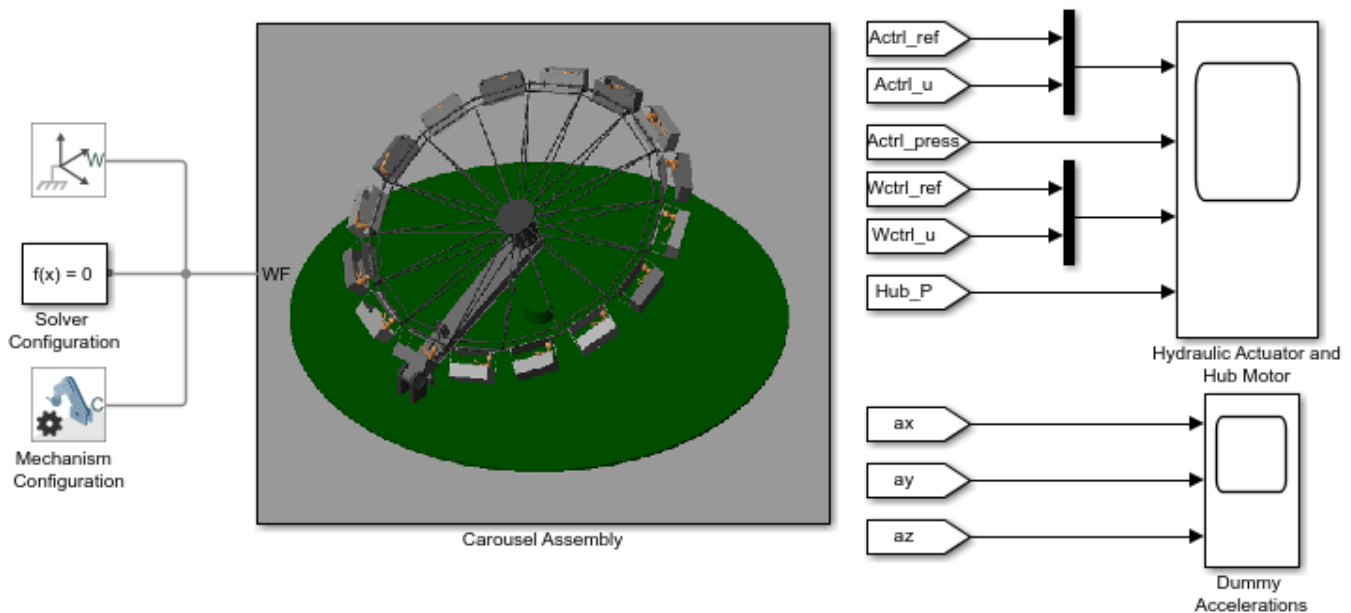 W
f(x) = 0
Solver
Configuration
C
Mechanism
Configuration
WF
Carousel Assembly
Actrl_ref
Actrl_u
Actrl_press
Wctrl_ref
Wctrl_u
Hub_P
Hydraulic Actuator and
Hub Motor
ax
ay
az
Dummy
Accelerations